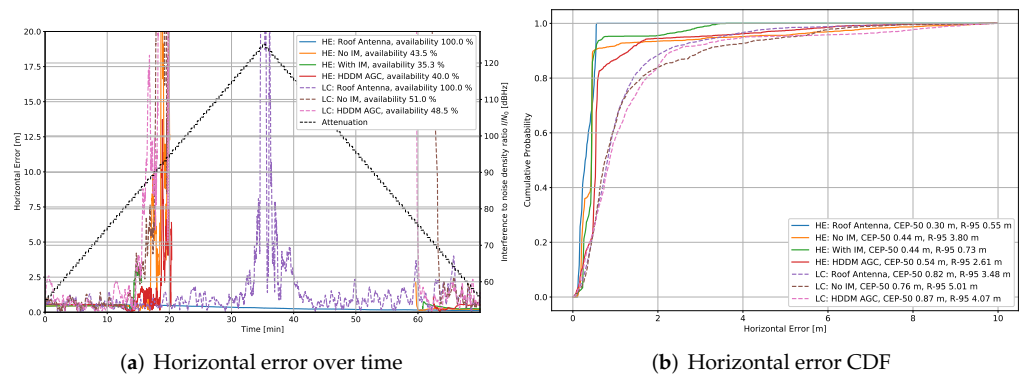 20.0
17.5
15.0
12.5
10.0
7.5
5.0
2.5
0.0
Horizontal Error [m]
0
10
20
30
40
50
60
Time [min]
120
110
100
90
80
70
60
Interference to noise density ratio I/N0 [dBHz]
HE: Roof Antenna, availability 100.0 %
HE: No IM, availability 43.5 %
HE: With IM, availability 35.3 %
HE: HDDM AGC, availability 40.0 %
LC: Roof Antenna, availability 100.0 %
LC: No IM, availability 51.0 %
LC: HDDM AGC, availability 48.5 %
Attenuation
(a) Horizontal error over time
1.0
0.8
0.6
0.4
0.2
0.0
Cumulative Probability
0
2
4
6
8
10
Horizontal Error [m]
HE: Roof Antenna, CEP-50 0.30 m, R-95 0.55 m
HE: No IM, CEP-50 0.44 m, R-95 3.80 m
HE: With IM, CEP-50 0.44 m, R-95 0.73 m
HE: HDDM AGC, CEP-50 0.54 m, R-95 2.61 m
LC: Roof Antenna, CEP-50 0.82 m, R-95 3.48 m
LC: No IM, CEP-50 0.76 m, R-95 5.01 m
LC: HDDM AGC, CEP-50 0.87 m, R-95 4.07 m
(b) Horizontal error CDF